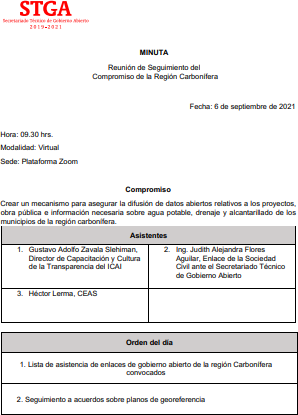 STGA
Secretariado Técnico de Gobierno Abierto
2019-2021
MINUTA
Reunión de Seguimiento del
Compromiso de la Región Carbonífera
Fecha: 6 de septiembre de 2021
Hora: 09.30 hrs.
Modalidad: Virtual
Sede: Plataforma Zoom
Compromiso
Crear un mecanismo para asegurar la difusión de datos abiertos relativos a los proyectos,
obra pública e información necesaria sobre agua potable, drenaje y alcantarillado de los
municipios de la región carbonífera.
Asistentes
1. Gustavo Adolfo Zavala Slehiman,
Director de Capacitación y Cultura
de la Transparencia del ICAI
2. Ing. Judith Alejandra Flores
Aguilar, Enlace de la Sociedad
Civil ante el Secretariado Técnico
de Gobierno Abierto
3. Héctor Lerma, CEAS
Orden del día
1. Lista de asistencia de enlaces de gobierno abierto de la región Carbonífera
convocados
2. Seguimiento a acuerdos sobre planos de georeferencia